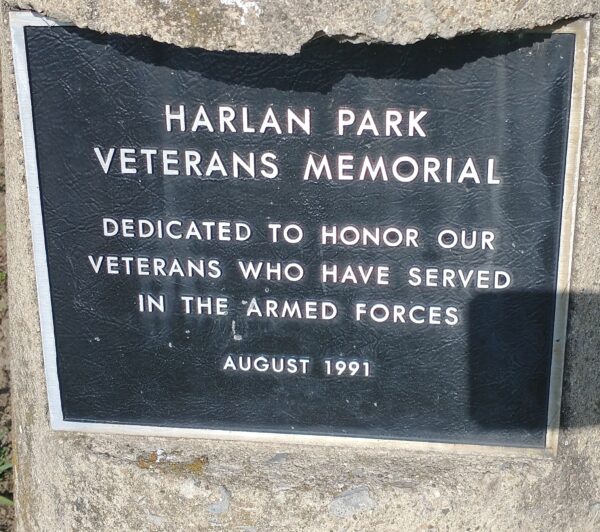 HARLAN PARK
VETERANS MEMORIAL
DEDICATED TO HONOR OUR
VETERANS WHO HAVE SERVED
IN THE ARMED FORCES
AUGUST 1991